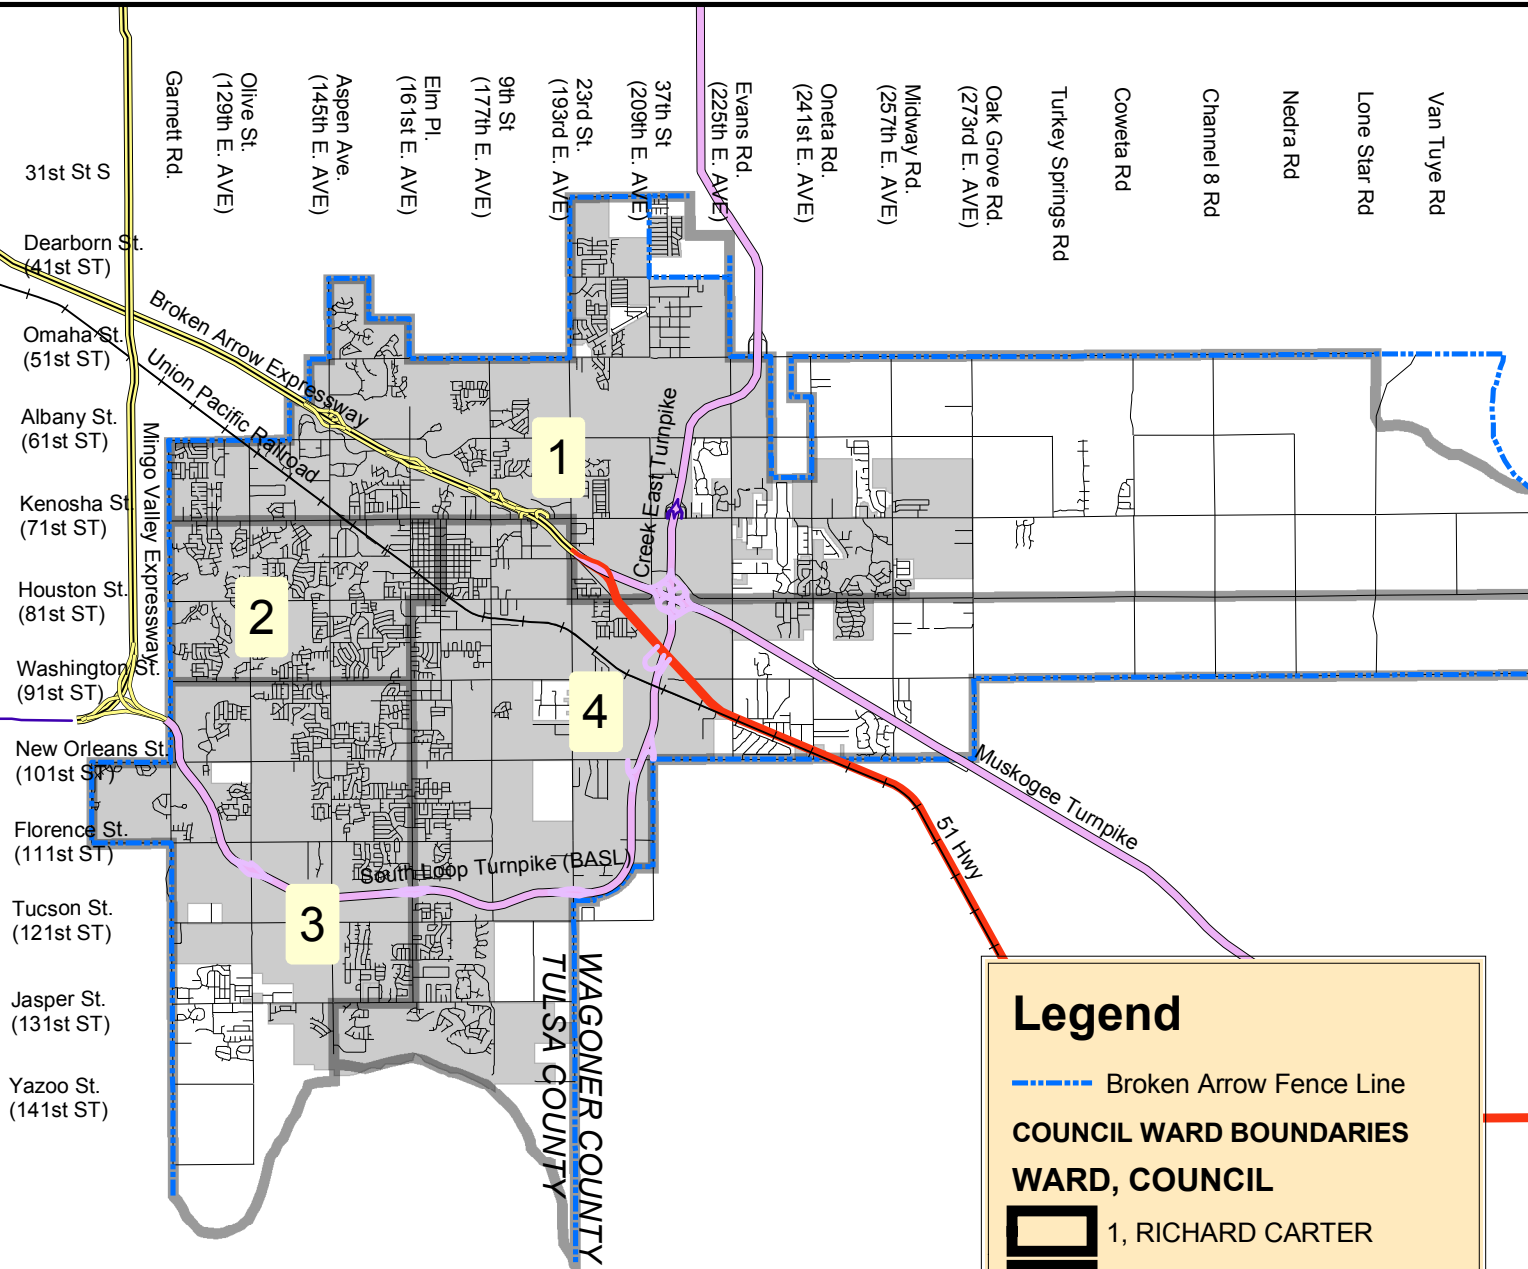 Garnett Rd.
Olive St.
(129th E. AVE)
Aspen Ave.
(145th E. AVE)
Elm Pl.
(161st E. AVE)
9th St
(177th E. AVE)
23rd St.
(193rd E. AVE)
37th St
(209th E. AVE)
Evans Rd.
(225th E. AVE)
Oneta Rd.
(241st E. AVE)
Midway Rd.
(257th E. AVE)
Oak Grove Rd.
(273rd E. AVE)
Turkey Springs Rd
Coweta Rd
Channel 8 Rd
Nedra Rd
Lone Star Rd
Van Tuye Rd
31st St S
Dearborn St.
(41st ST)
Omaha St.
(51st ST)
Albany St.
(61st ST)
Kenosha St.
(71st ST)
Houston St.
(81st ST)
Washington St.
(91st ST)
New Orleans St.
(101st ST)
Florence St.
(111st ST)
Tucson St.
(121st ST)
Jasper St.
(131st ST)
Yazoo St.
(141st ST)
Broken Arrow Expressway
Union Pacific Railroad
Mingo Valley Expressway
Creek East Turnpike
1
2
4
3
South Loop Turnpike (BASL)
Muskogee Turnpike
51 Hwy
WAGONER COUNTY
TULSA COUNTY
Legend
Broken Arrow Fence Line
COUNCIL WARD BOUNDARIES
WARD, COUNCIL
1, RICHARD CARTER